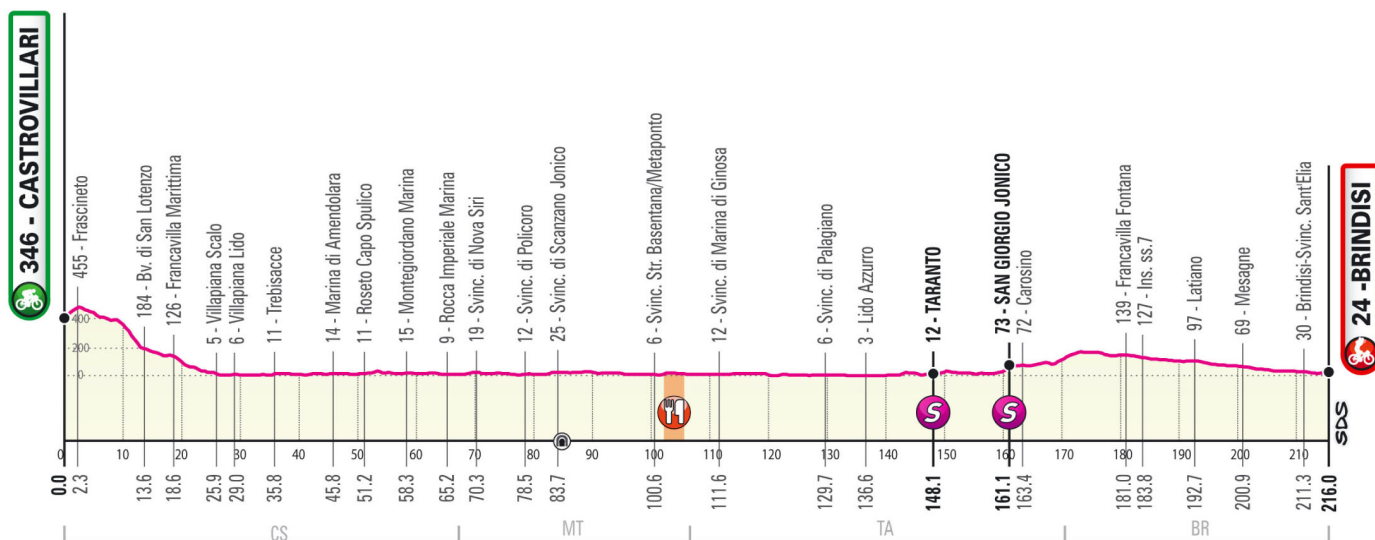 346 - CASTROVILLARI
455 - Frascineto
184 - Bv. di San Lotenzo
126 - Francavilla Marittima
5 - Villapiana Scalo
6 - Villapiana Lido
11 - Trebisacce
14 - Marina di Amendolara
11 - Roseto Capo Spulico
15 - Montegiordano Marina
9 - Rocca Imperiale Marina
19 - Svinc. di Nova Siri
12 - Svinc. di Policoro
25 - Svinc. di Scanzano Jonico
6 - Svinc. Str. Basentana/Metaponto
12 - Svinc. di Marina di Ginosa
6 - Svinc. di Palagiano
3 - Lido Azzurro
12 - TARANTO
73 - SAN GIORGIO JONICO
72 - Carosino
139 - Francavilla Fontana
127 - Ins. ss.7
97 - Latiano
69 - Mesagne
30 - Brindisi-Svinc. Sant'Elia
24 -BRINDISI
400
200
0
S
S
SDS
0 10 20 30 40 50 60 70 80 90 100 110 120 130 140 150 160 170 180 190 200 210
0.0 2.3 13.6 18.6 25.9 29.0 35.8 45.8 51.2 58.3 65.2 70.3 78.5 83.7 100.6 111.6 129.7 136.6 148.1 161.1 163.4 181.0 183.8 192.7 200.9 211.3 216.0
CS MT TA BR